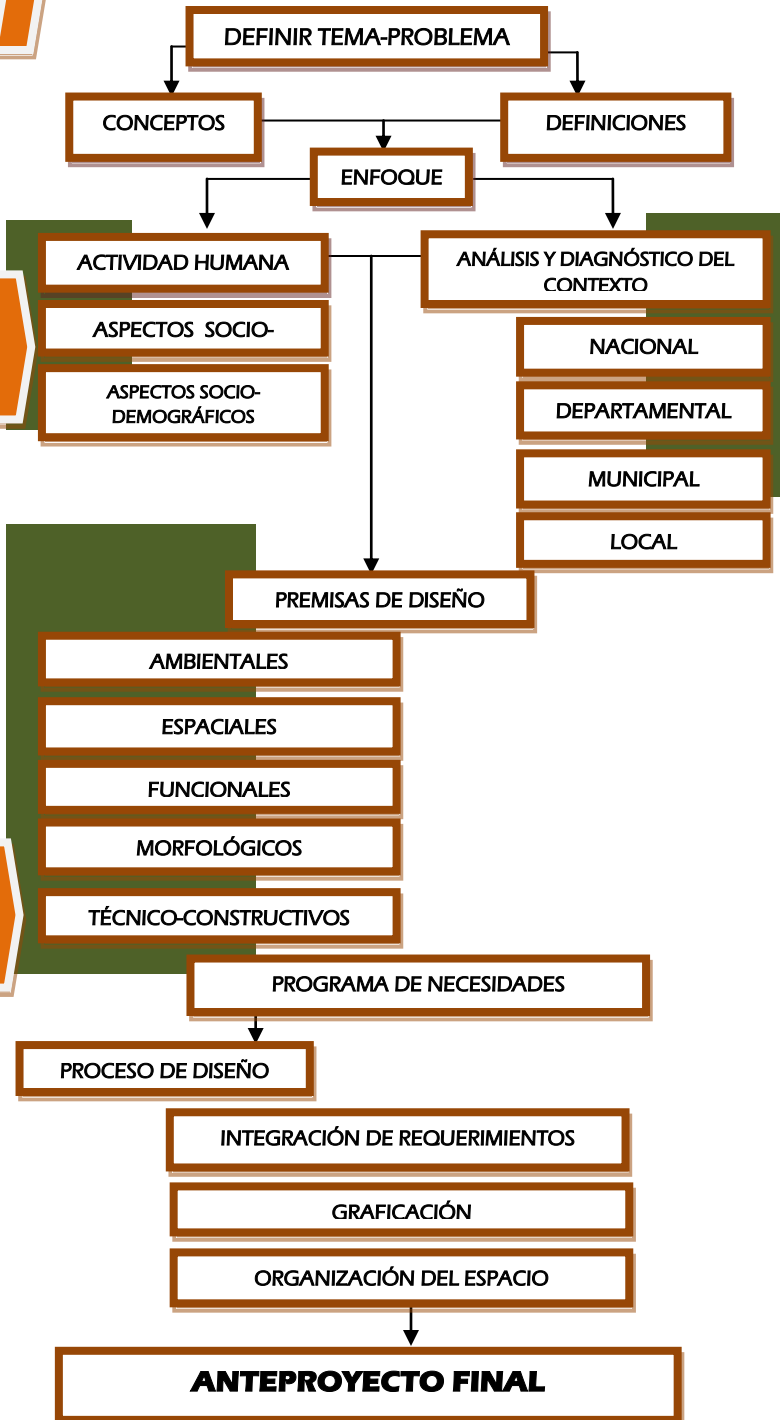 DEFINIR TEMA-PROBLEMA
CONCEPTOS
DEFINICIONES
ENFOQUE
ACTIVIDAD HUMANA
ASPECTOS SOCIO-
ASPECTOS SOCIO-
DEMOGRÁFICOS
ANÁLISIS Y DIAGNÓSTICO DEL
CONTEXTO
NACIONAL
DEPARTAMENTAL
MUNICIPAL
LOCAL
PREMISAS DE DISEÑO
AMBIENTALES
ESPACIALES
FUNCIONALES
MORFOLÓGICOS
TÉCNICO-CONSTRUCTIVOS
PROGRAMA DE NECESIDADES
PROCESO DE DISEÑO
INTEGRACIÓN DE REQUERIMIENTOS
GRAFICACIÓN
ORGANIZACIÓN DEL ESPACIO
ANTEPROYECTO FINAL